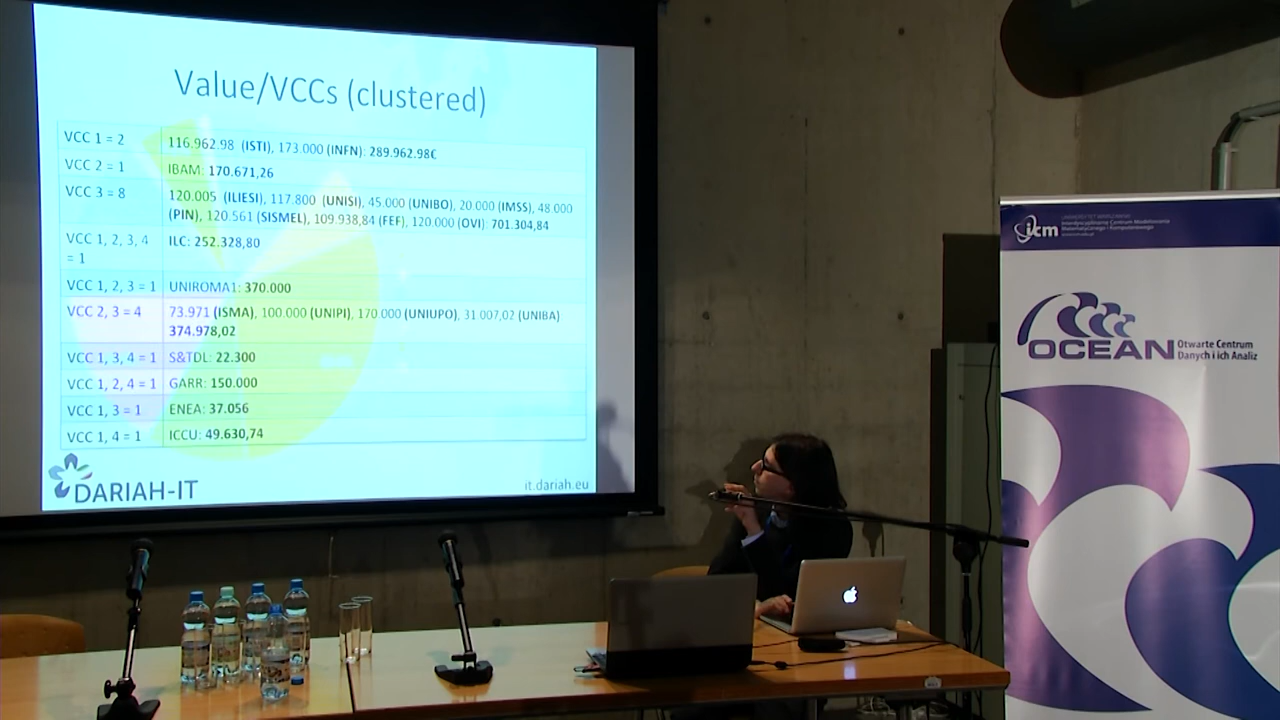 Value/VCCs (clustered)
VCC 1 = 2
116.962.98 (ISTI), 173.000 (INFN): 289.962.98€
VCC 2 = 1
IBAM: 170.671,26
VCC 3 = 8
120.005 (ILIESI), 117.800 (UNISI), 45.000 (UNIBO), 20.000 (IMSS), 48.000
(PIN), 120.561 (SISMEL), 109.938,84 (FEF), 120.000 (OVI): 701.304,84
VCC 1, 2, 3, 4
= 1
ILC: 252.328,80
VCC 1, 2, 3 = 1
UNIROMA1: 370.000
VCC 2, 3 = 4
73.971 (ISMA), 100.000 (UNIPI), 170.000 (UNIUPO), 31.007,02 (UNIBA)
374.978,02
VCC 1, 3, 4 = 1
S&TDL: 22.300
VCC 1, 2, 4 = 1
GARR: 150.000
VCC 1, 3 = 1
ENEA: 37.056
VCC 1, 4 = 1
ICCU: 49.630,74
DARIAH-IT
it.dariah.eu
icm
UNIWERSYTET WARSZAWSKI
Interdyscyplinarne Centrum Modelowania
Matematycznego i Komputerowego
OCEAN
Otwarte Centrum
Danych i ich Analiz